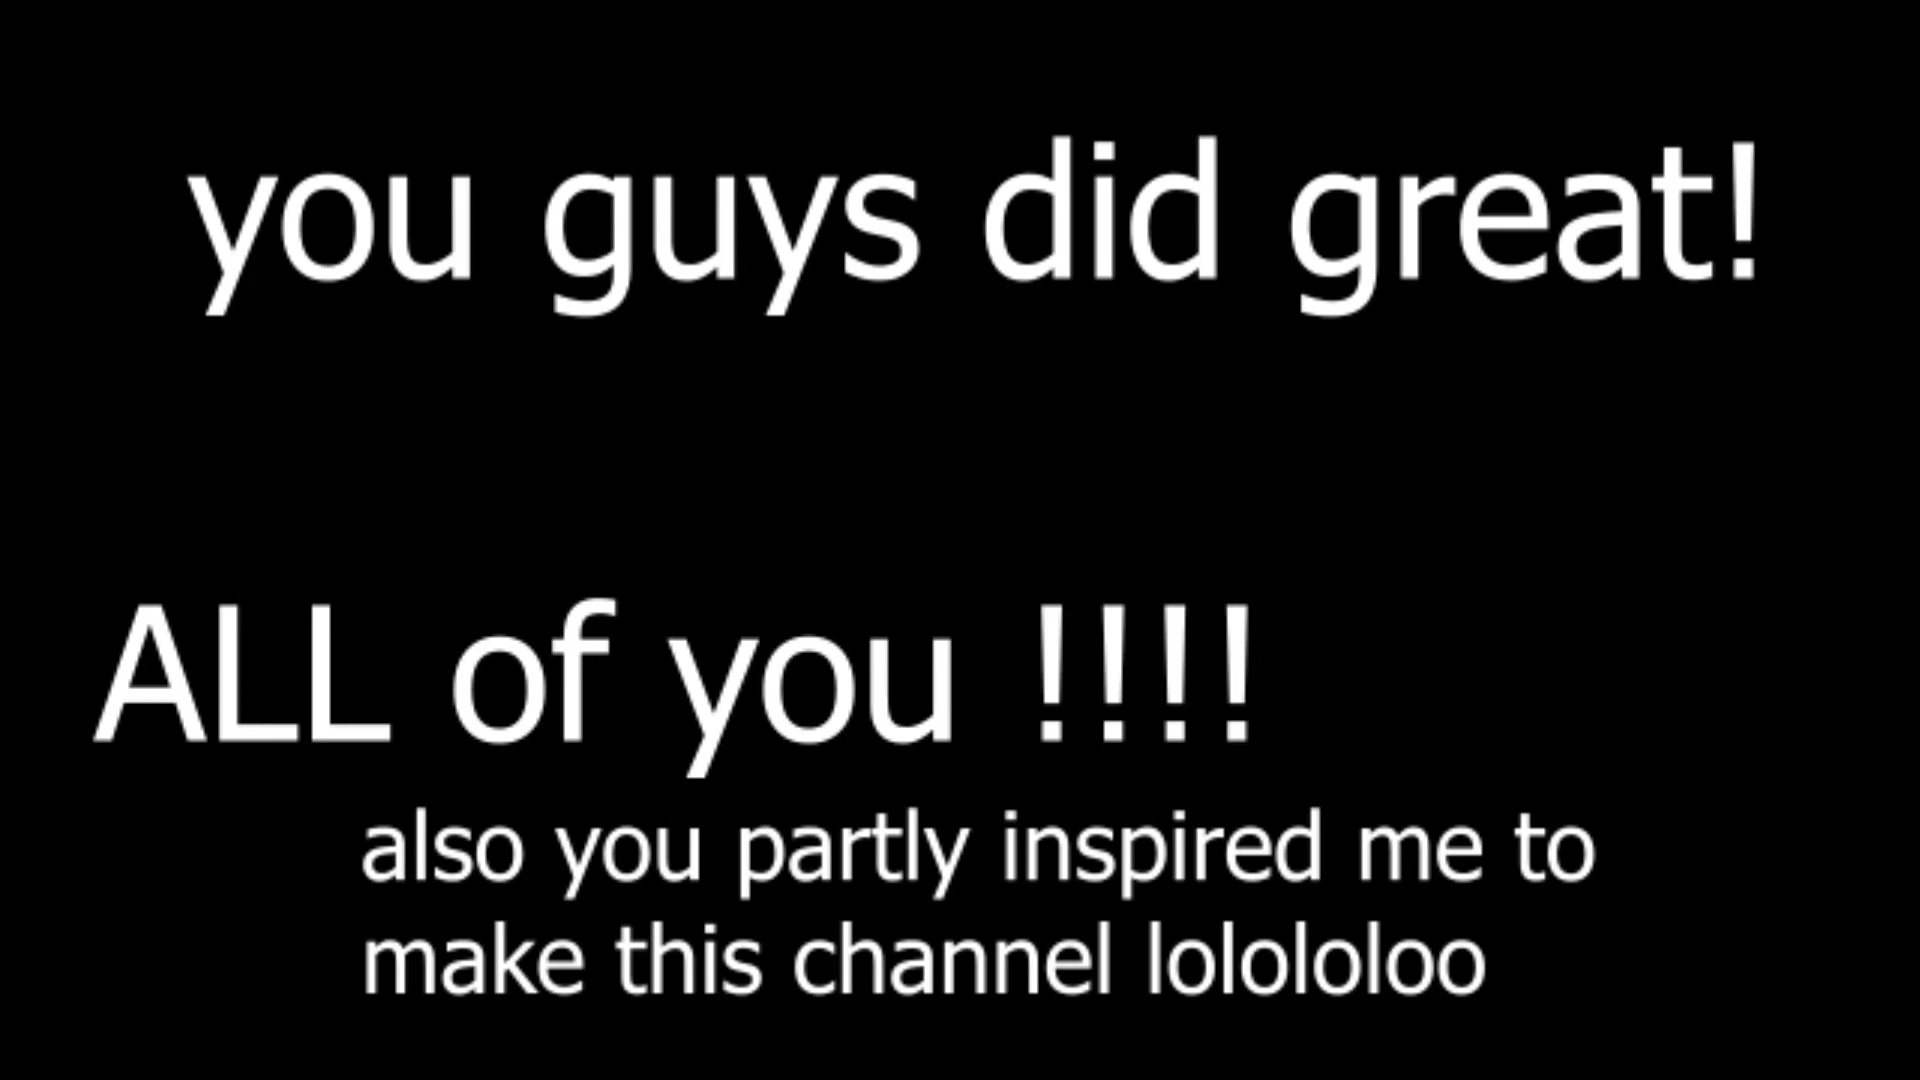 you guys did great!
ALL of you !!!!
also you partly inspired me to
make this channel lolololoo